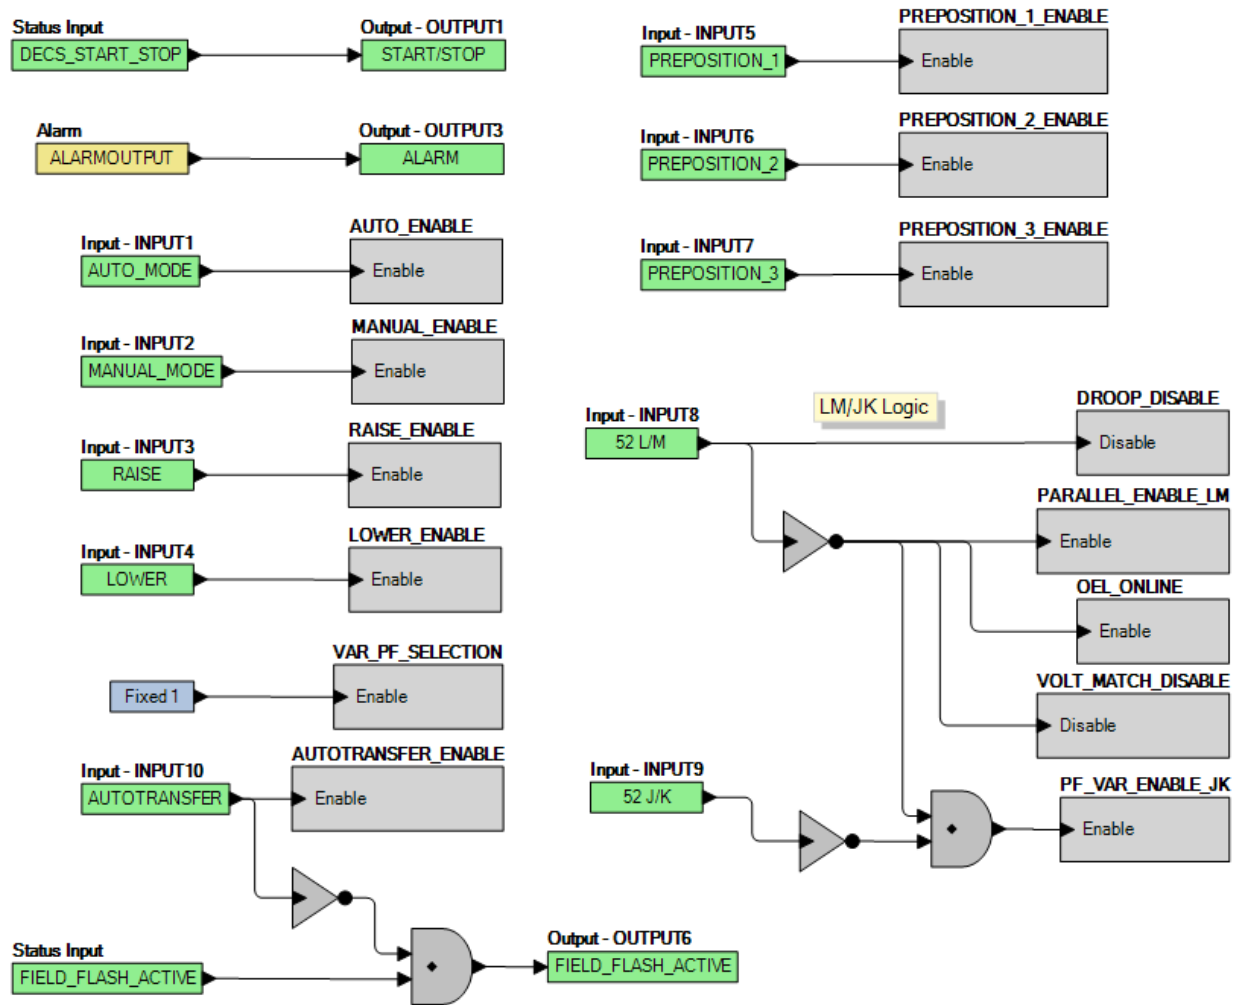 Status Input
DECS_START_STOP
Output - OUTPUT1
START/STOP
Alarm
ALARMOUTPUT
Output - OUTPUT3
ALARM
Input - INPUT1
AUTO_MODE
AUTO_ENABLE
Enable
Input - INPUT2
MANUAL_MODE
MANUAL_ENABLE
Enable
Input - INPUT3
RAISE
RAISE_ENABLE
Enable
Input - INPUT4
LOWER
LOWER_ENABLE
Enable
Fixed 1
VAR_PF_SELECTION
Enable
Input - INPUT10
AUTOTRANSFER
AUTOTRANSFER_ENABLE
Enable
Status Input
FIELD_FLASH_ACTIVE
Output - OUTPUT6
FIELD_FLASH_ACTIVE
Input - INPUT5
PREPOSITION_1
PREPOSITION_1_ENABLE
Enable
Input - INPUT6
PREPOSITION_2
PREPOSITION_2_ENABLE
Enable
Input - INPUT7
PREPOSITION_3
PREPOSITION_3_ENABLE
Enable
LM/JK Logic
Input - INPUT8
52 L/M
DROOP_DISABLE
Disable
PARALLEL_ENABLE_LM
Enable
OEL_ONLINE
Enable
VOLT_MATCH_DISABLE
Disable
Input - INPUT9
52 J/K
PF_VAR_ENABLE_JK
Enable